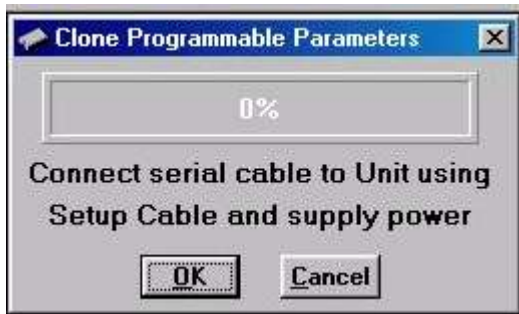 Clone Programmable Parameters
0%
Connect serial cable to Unit using
Setup Cable and supply power
OK Cancel